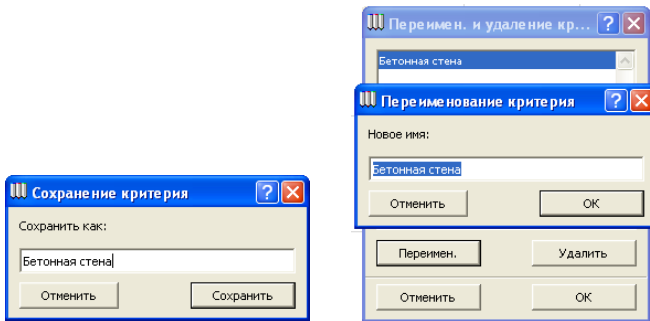 Переимен. и удаление кр...
Бетонная стена
Переименование критерия
Новое имя:
Бетонная стена
Отменить
OK
Переимен.
Удалить
Отменить
OK
Сохранение критерия
Сохранить как:
Бетонная стена
Отменить
Сохранить